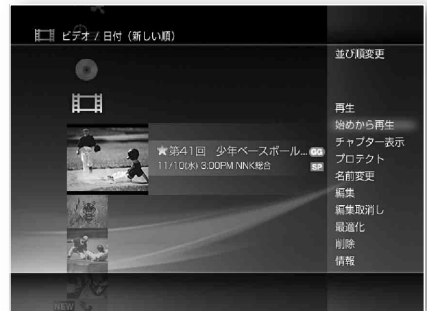 ビデオ / 日付（新しい順）
並び順変更
★第41回 少年ベースボール... GG
11/10(水) 3:00PM NNK総合 SP
再生
始めから再生
チャプター表示
プロテクト
名前変更
編集
編集取消し
最適化
削除
情報
NEW